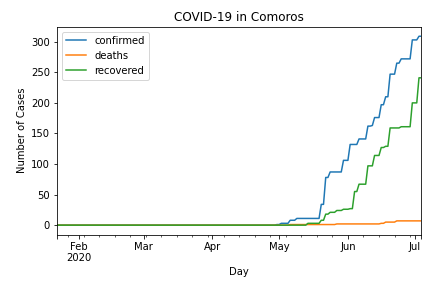 COVID-19 in Comoros
confirmed
deaths
recovered
Number of Cases
300
250
200
150
100
50
0
Feb
2020
Mar
Apr
May
Jun
Jul
Day